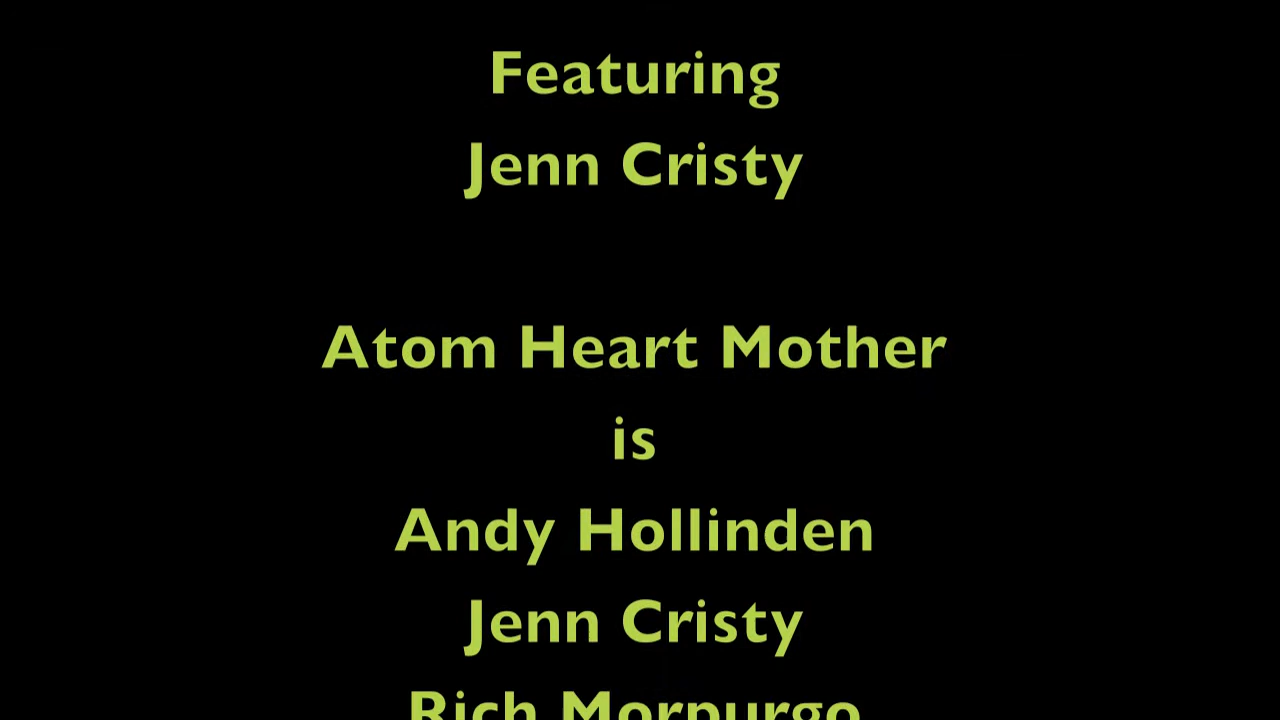 Featuring
Jenn Cristy
Atom Heart Mother
is
Andy Hollinden
Jenn Cristy
Rich Morpurgo